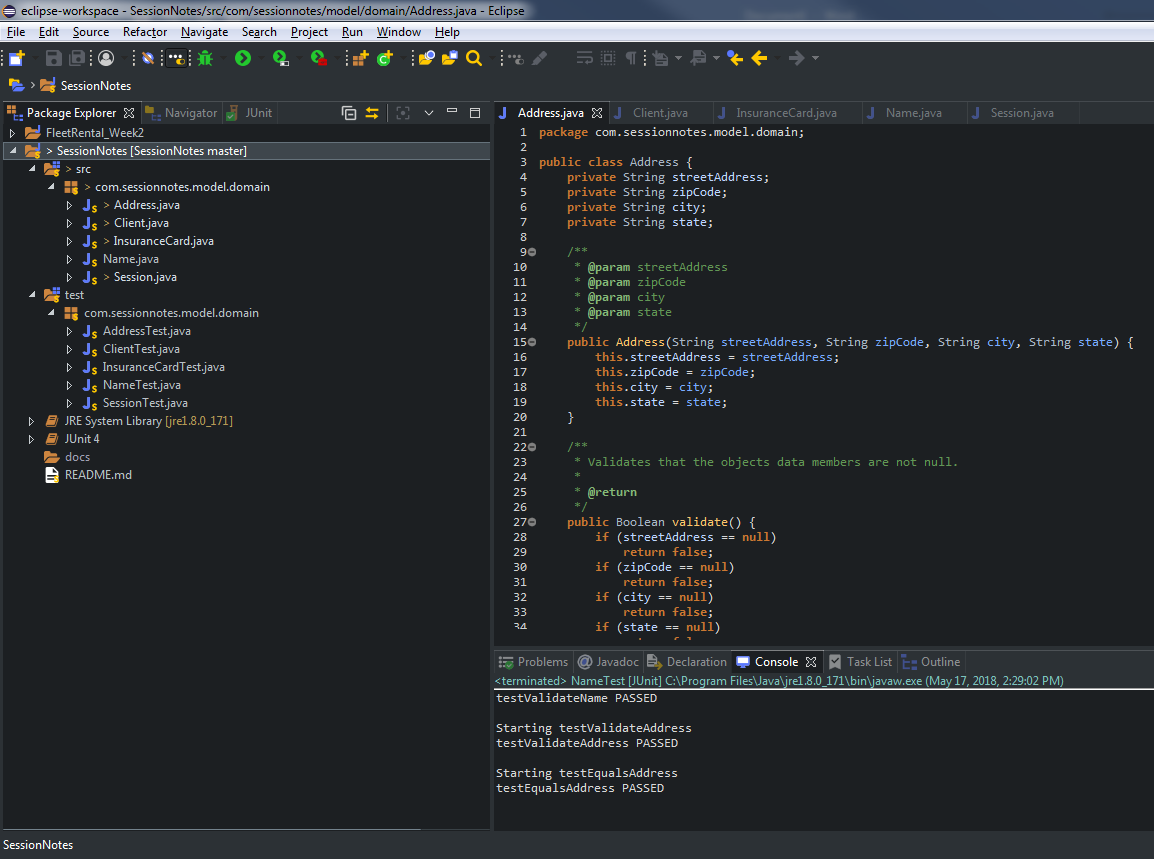 eclipse-workspace - SessionNotes/src/com/sessionnotes/model/domain/Address.java - Eclipse
File Edit Source Refactor Navigate Search Project Run Window Help
SessionNotes
Package Explorer Navigator JUnit
FleetRental_Week2
> SessionNotes [SessionNotes master]
> src
> com.sessionnotes.model.domain
> Address.java
> Client.java
> InsuranceCard.java
Name.java
> Session.java
test
com.sessionnotes.model.domain
AddressTest.java
ClientTest.java
InsuranceCardTest.java
NameTest.java
SessionTest.java
JRE System Library [jre1.8.0_171]
JUnit 4
docs
README.md
Address.java Client.java InsuranceCard.java Name.java Session.java
1 package com.sessionnotes.model.domain;
2
3 public class Address {
4 private String streetAddress;
5 private String zipCode;
6 private String city;
7 private String state;
8
9 /**
10 * @param streetAddress
11 * @param zipCode
12 * @param city
13 * @param state
14 */
15 public Address(String streetAddress, String zipCode, String city, String state) {
16 this.streetAddress = streetAddress;
17 this.zipCode = zipCode;
18 this.city = city;
19 this.state = state;
20 }
21
22 /**
23 * Validates that the objects data members are not null.
24 *
25 * @return
26 */
27 public Boolean validate() {
28 if (streetAddress == null)
29 return false;
30 if (zipCode == null)
31 return false;
32 if (city == null)
33 return false;
34 if (state == null)
Problems Javadoc Declaration Console Task List Outline
<terminated> NameTest [JUnit] C:\Program Files\Java\jre1.8.0_171\bin\javaw.exe (May 17, 2018, 2:29:02 PM)
testValidateName PASSED
Starting testValidateAddress
testValidateAddress PASSED
Starting testEqualsAddress
testEqualsAddress PASSED
SessionNotes